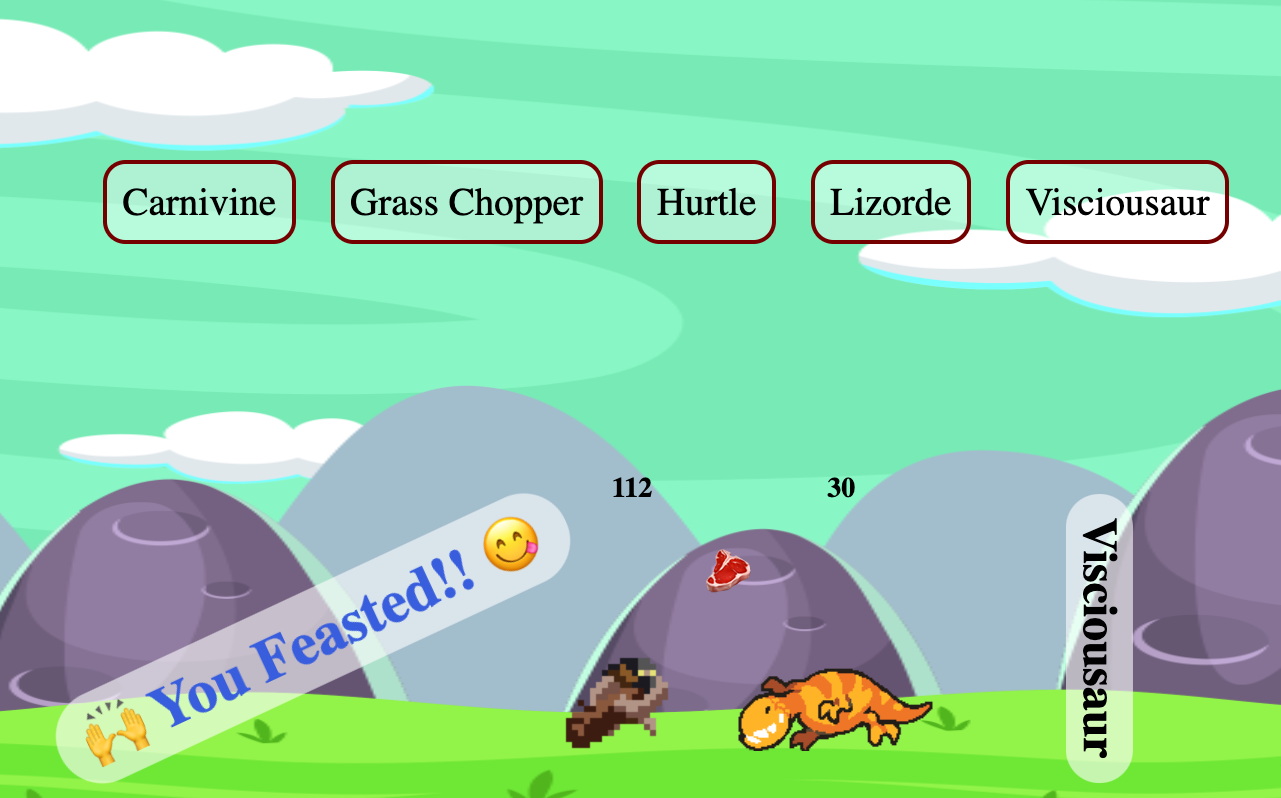 Carnivine
Grass Chopper
Hurtle
Lizorde
Visciousaur
112
30
🙌 You Feasted!! 😋
Visciousaur